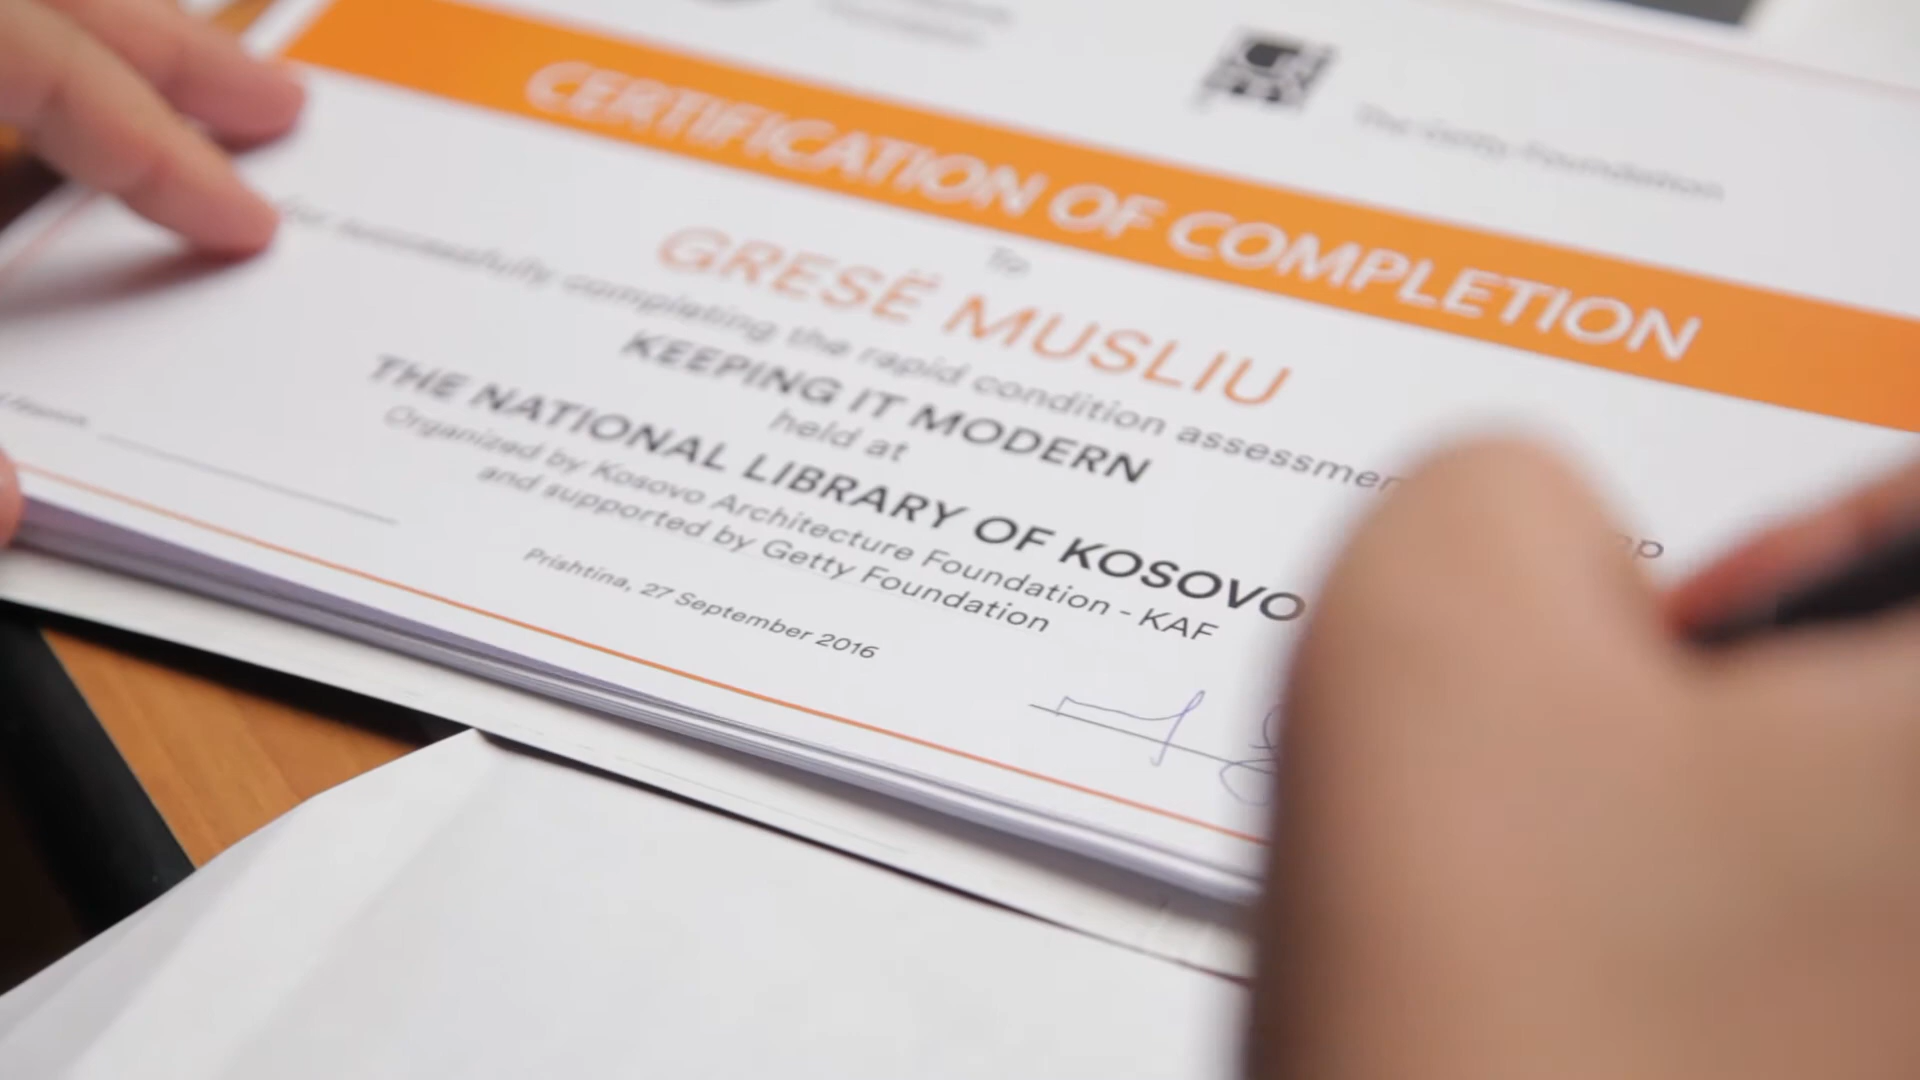 The Getty Foundation
CERTIFICATION OF COMPLETION
To
GRESË MUSLIU
for successfully completing the rapid condition assessmen
KEEPING IT MODERN
held at
THE NATIONAL LIBRARY OF KOSOVO
Organized by Kosovo Architecture Foundation - KAF
and supported by Getty Foundation
Prishtina, 27 September 2016